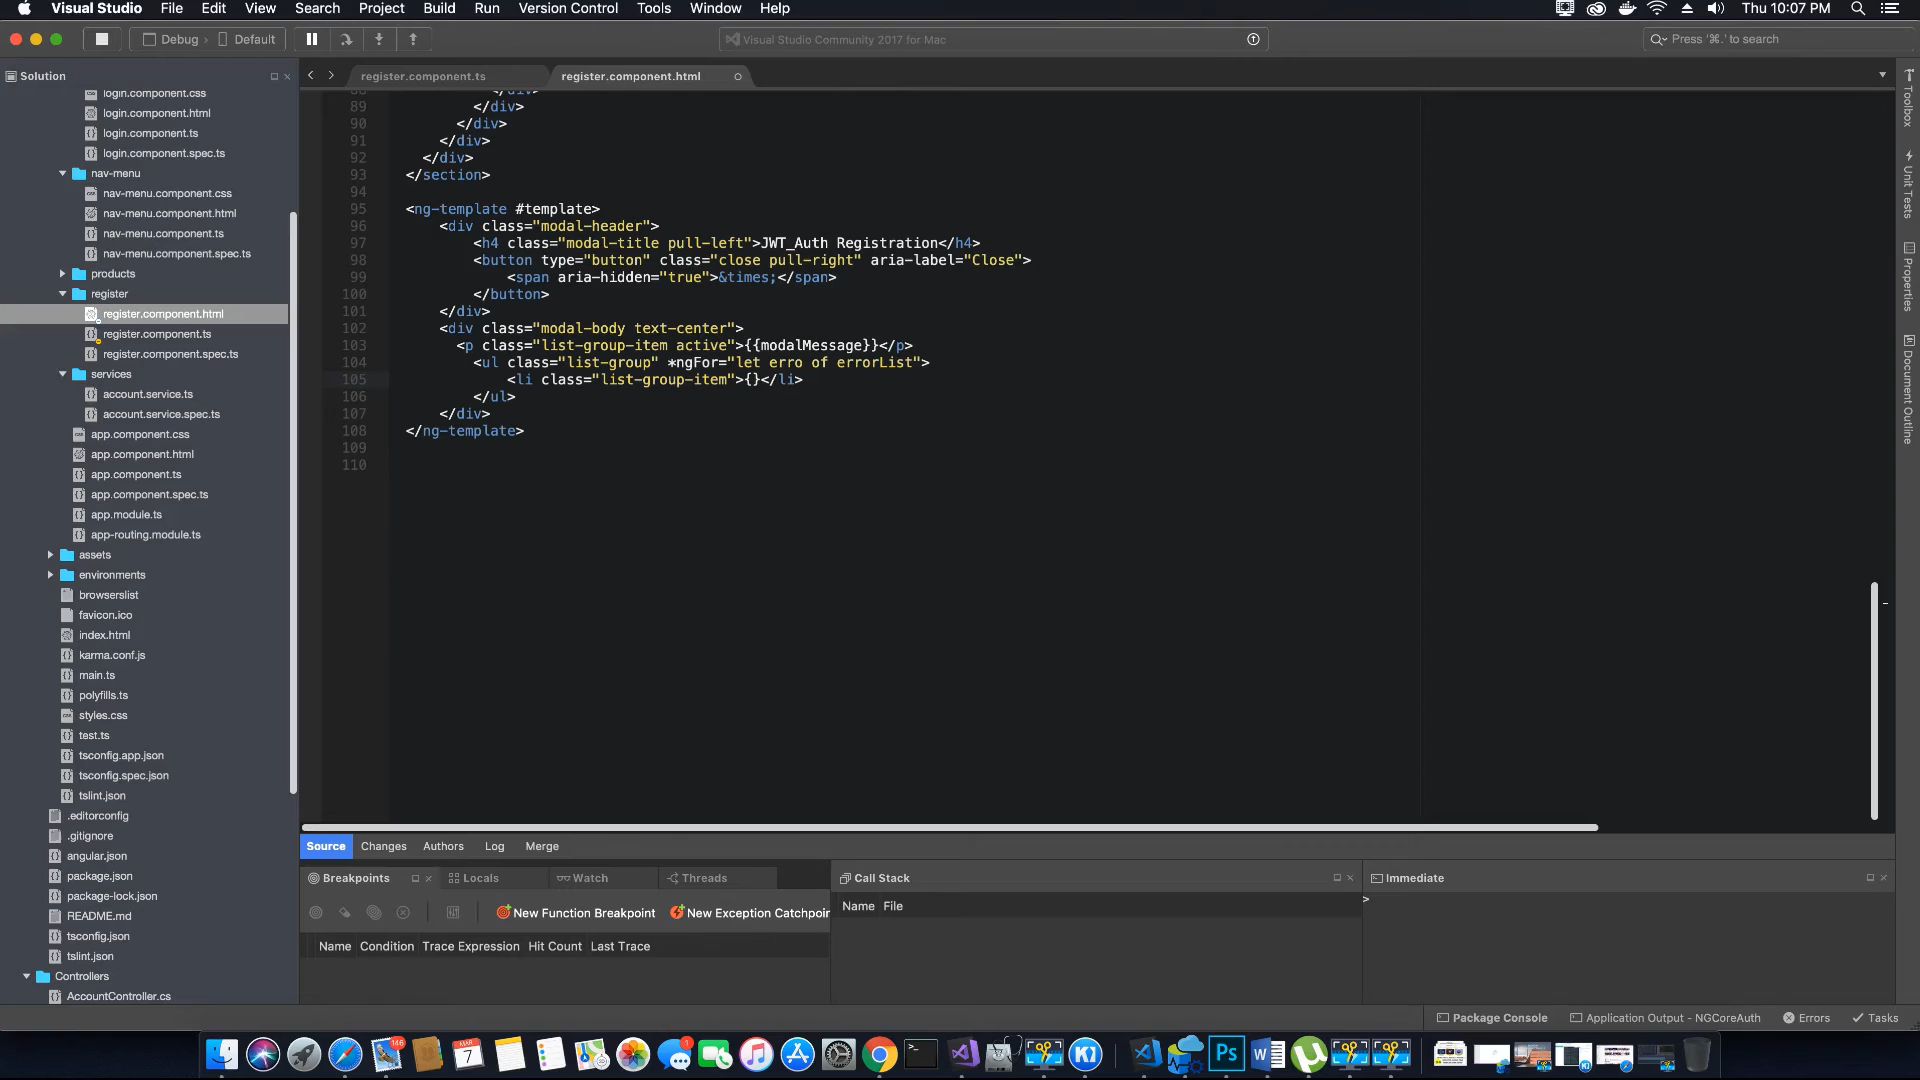 Visual Studio File Edit View Search Project Build Run Version Control Tools Window Help Thu 10:07 PM
Debug Default Visual Studio Community 2017 for Mac Press '⌘.' to search
Solution
login.component.css
login.component.html
login.component.ts
login.component.spec.ts
nav-menu
nav-menu.component.css
nav-menu.component.html
nav-menu.component.ts
nav-menu.component.spec.ts
products
register
register.component.html
register.component.ts
register.component.spec.ts
services
account.service.ts
account.service.spec.ts
app.component.css
app.component.html
app.component.ts
app.component.spec.ts
app.module.ts
app-routing.module.ts
assets
environments
browserslist
favicon.ico
index.html
karma.conf.js
main.ts
polyfills.ts
styles.css
test.ts
tsconfig.app.json
tsconfig.spec.json
tslint.json
.editorconfig
.gitignore
angular.json
package.json
package-lock.json
README.md
tsconfig.json
tslint.json
Controllers
AccountController.cs
register.component.ts register.component.html
88 </div>
89 </div>
90 </div>
91 </div>
92 </div>
93 </section>
94
95 <ng-template #template>
96 <div class="modal-header">
97 <h4 class="modal-title pull-left">JWT_Auth Registration</h4>
98 <button type="button" class="close pull-right" aria-label="Close">
99 <span aria-hidden="true">&times;</span>
100 </button>
101 </div>
102 <div class="modal-body text-center">
103 <p class="list-group-item active">{{modalMessage}}</p>
104 <ul class="list-group" *ngFor="let erro of errorList">
105 <li class="list-group-item">{}</li>
106 </ul>
107 </div>
108 </ng-template>
109
110
Toolbox
Unit Tests
Properties
Document Outline
Source Changes Authors Log Merge
Breakpoints Locals Watch Threads
New Function Breakpoint New Exception Catchpoin
Name Condition Trace Expression Hit Count Last Trace
Call Stack
Name File
Immediate
>
Package Console Application Output - NGCoreAuth Errors Tasks
146
MAR
7
1
KI
Ps
W